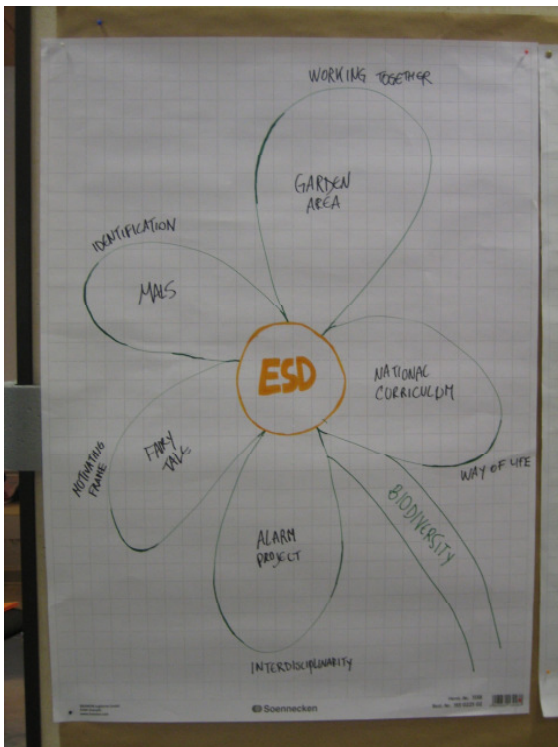 WORKING TOGETHER
GARDEN
AREA
IDENTIFICATION
MALS
ESD
NATIONAL
CURRICULUM
WAY OF LIFE
FAIRY
MOTIVATING
FRAME
BIODIVERSITY
ALARM
PROJECT
INTERDISCIPLINARITY
Soennecken